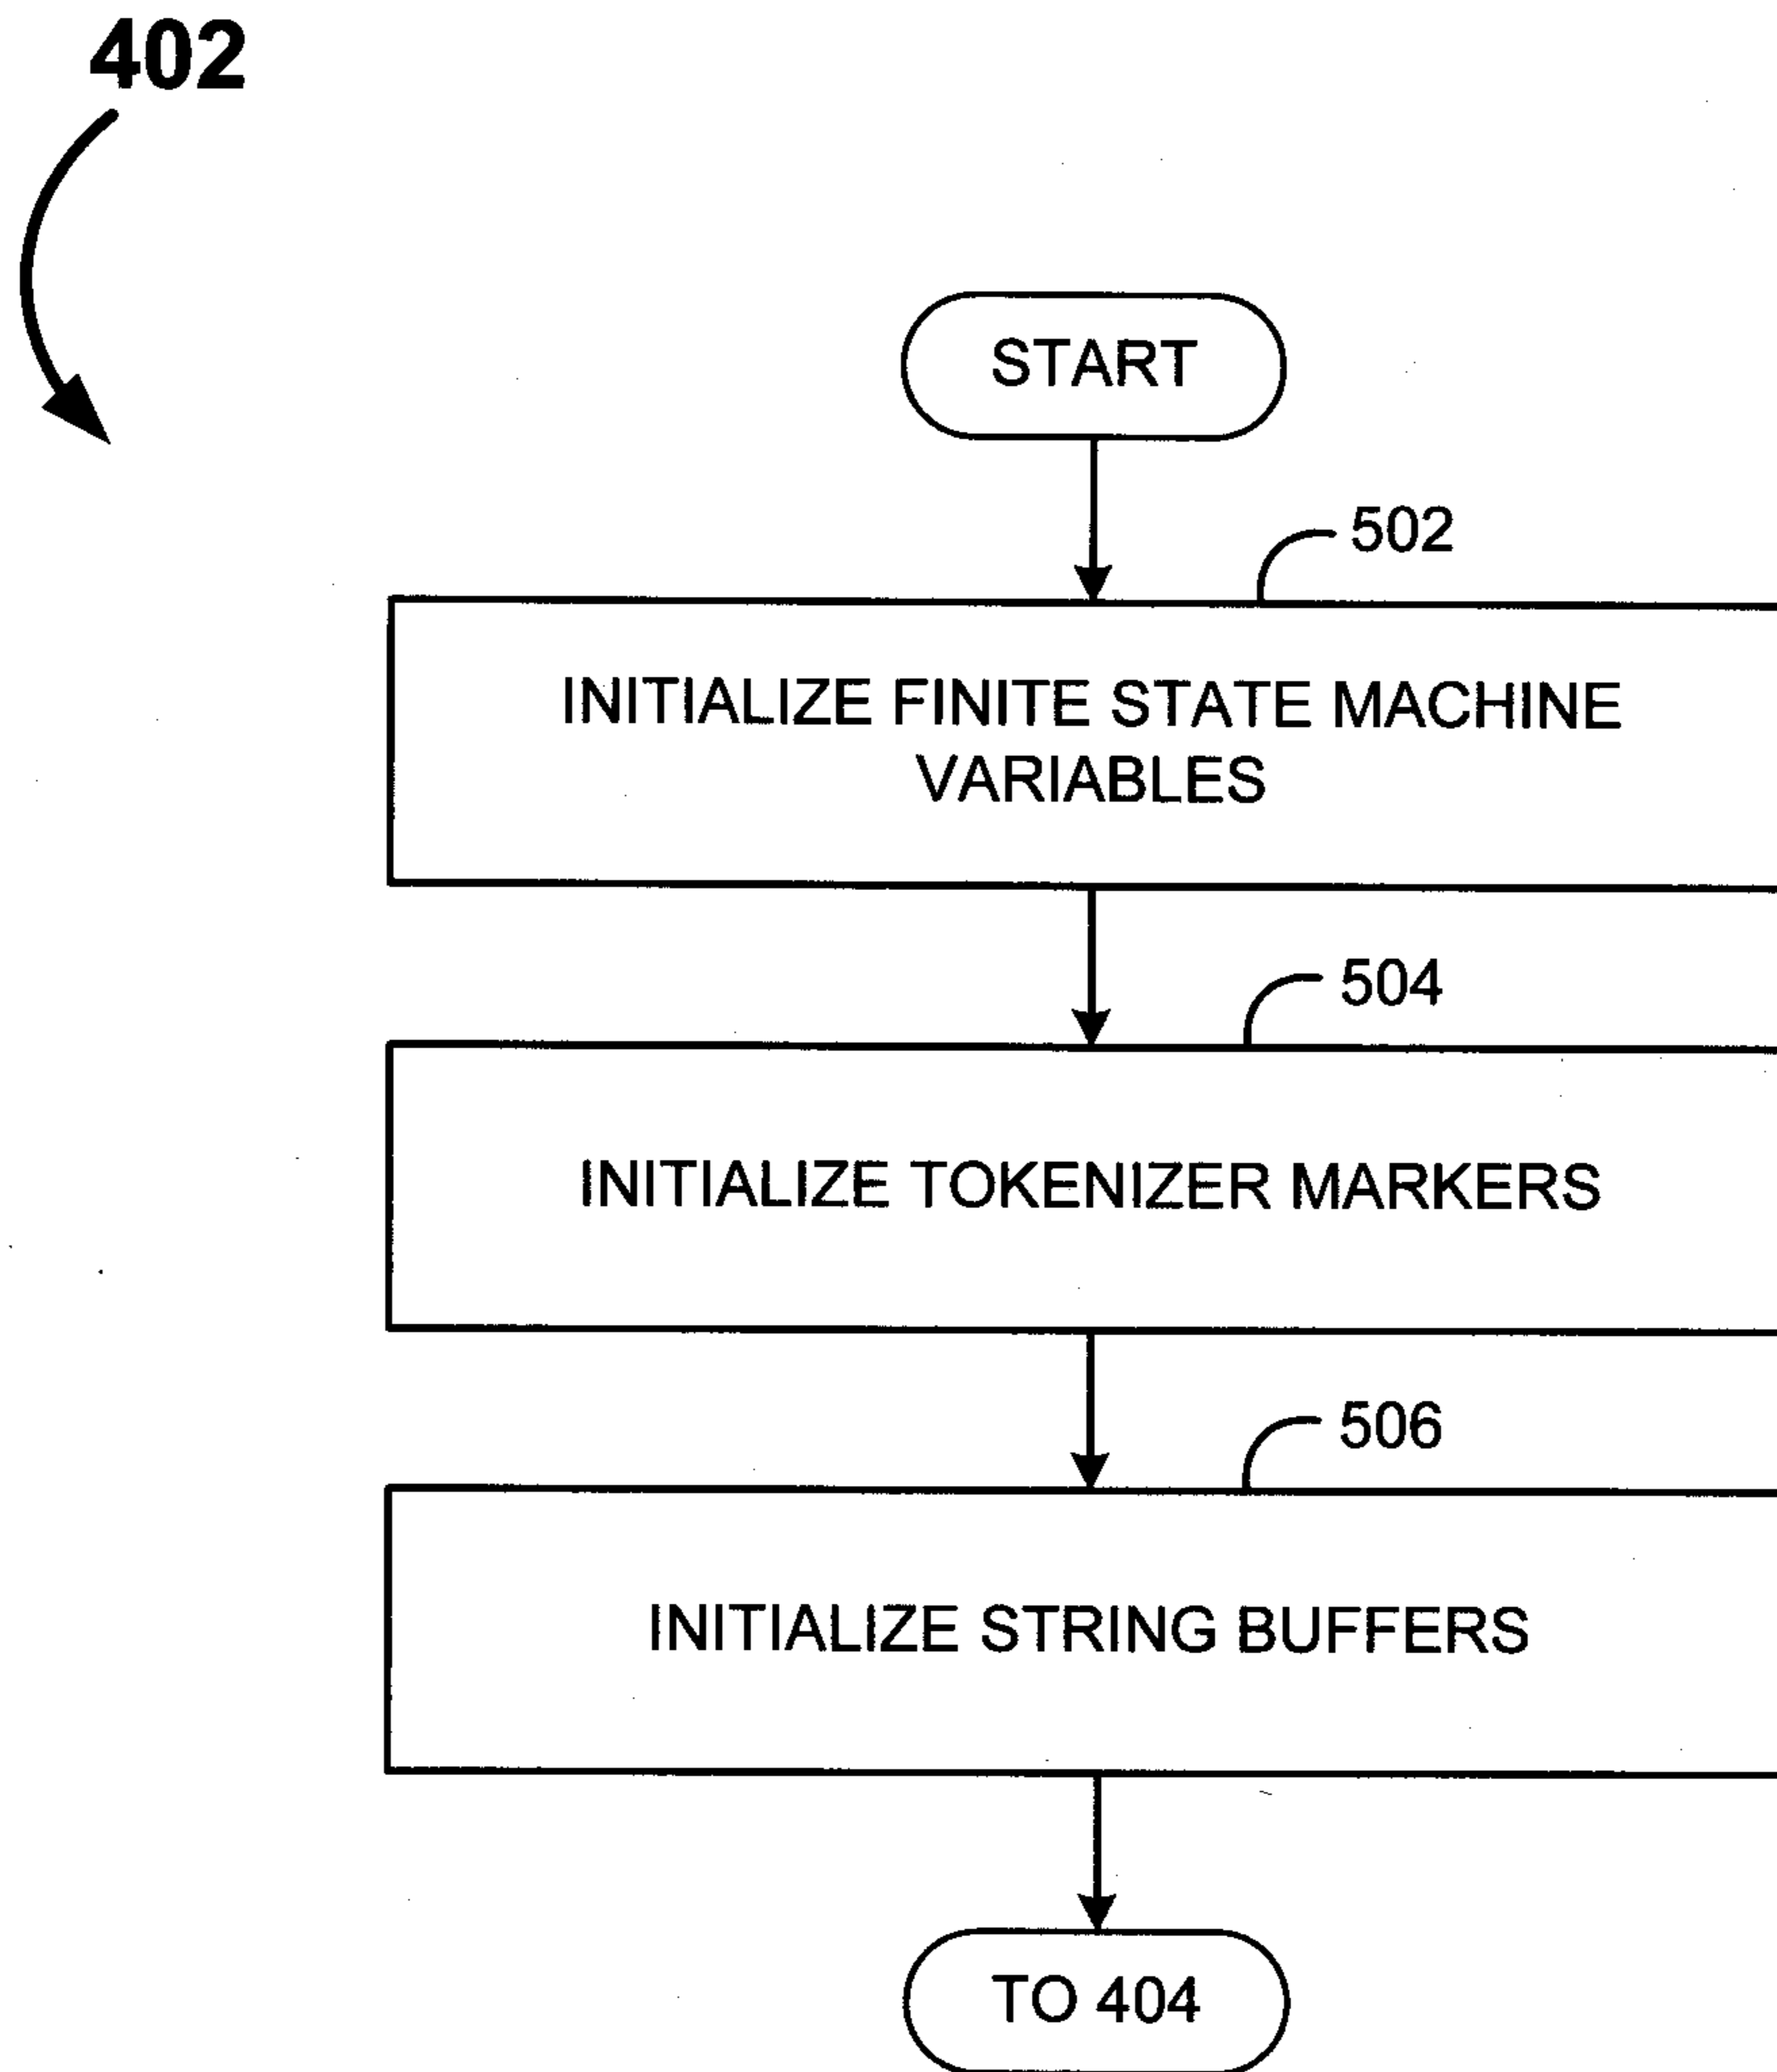 402
START
502
INITIALIZE FINITE STATE MACHINE
VARIABLES
504
INITIALIZE TOKENIZER MARKERS
506
INITIALIZE STRING BUFFERS
TO 404